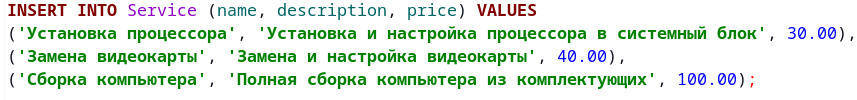 INSERT INTO Service (name, description, price) VALUES
('Установка процессора', 'Установка и настройка процессора в системный блок', 30.00),
('Замена видеокарты', 'Замена и настройка видеокарты', 40.00),
('Сборка компьютера', 'Полная сборка компьютера из комплектующих', 100.00);